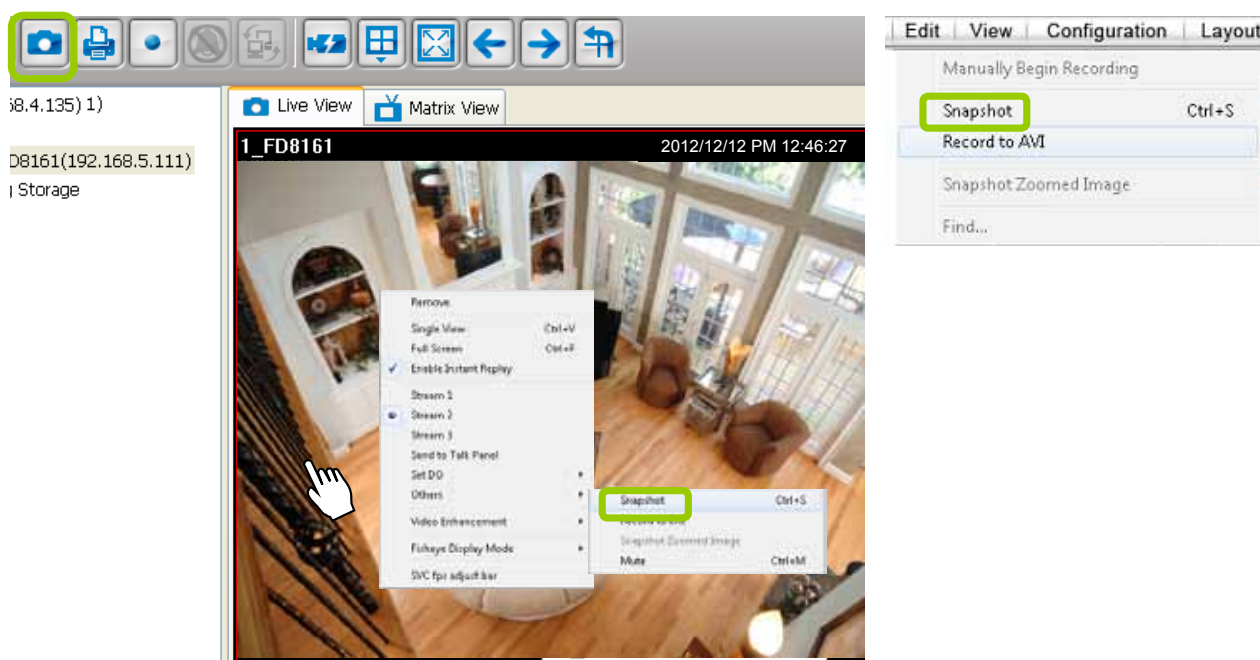 58.4.135) 1)
D8161(192.168.5.111)
g Storage
Live View
Matrix View
1_FD8161
2012/12/12 PM 12:46:27
Remove
Single View Ctrl+V
Full Screen Ctrl+F
Enable Instant Replay
Stream 1
Stream 2
Stream 3
Send to Talk Panel
Set DO
Others
Video Enhancement
Fisheye Display Mode
SVC fps adjust bar
Snapshot Ctrl+S
Snapshot Zoomed Image
Mute Ctrl+M
Edit View Configuration Layout
Manually Begin Recording
Snapshot Ctrl+S
Record to AVI
Snapshot Zoomed Image
Find...